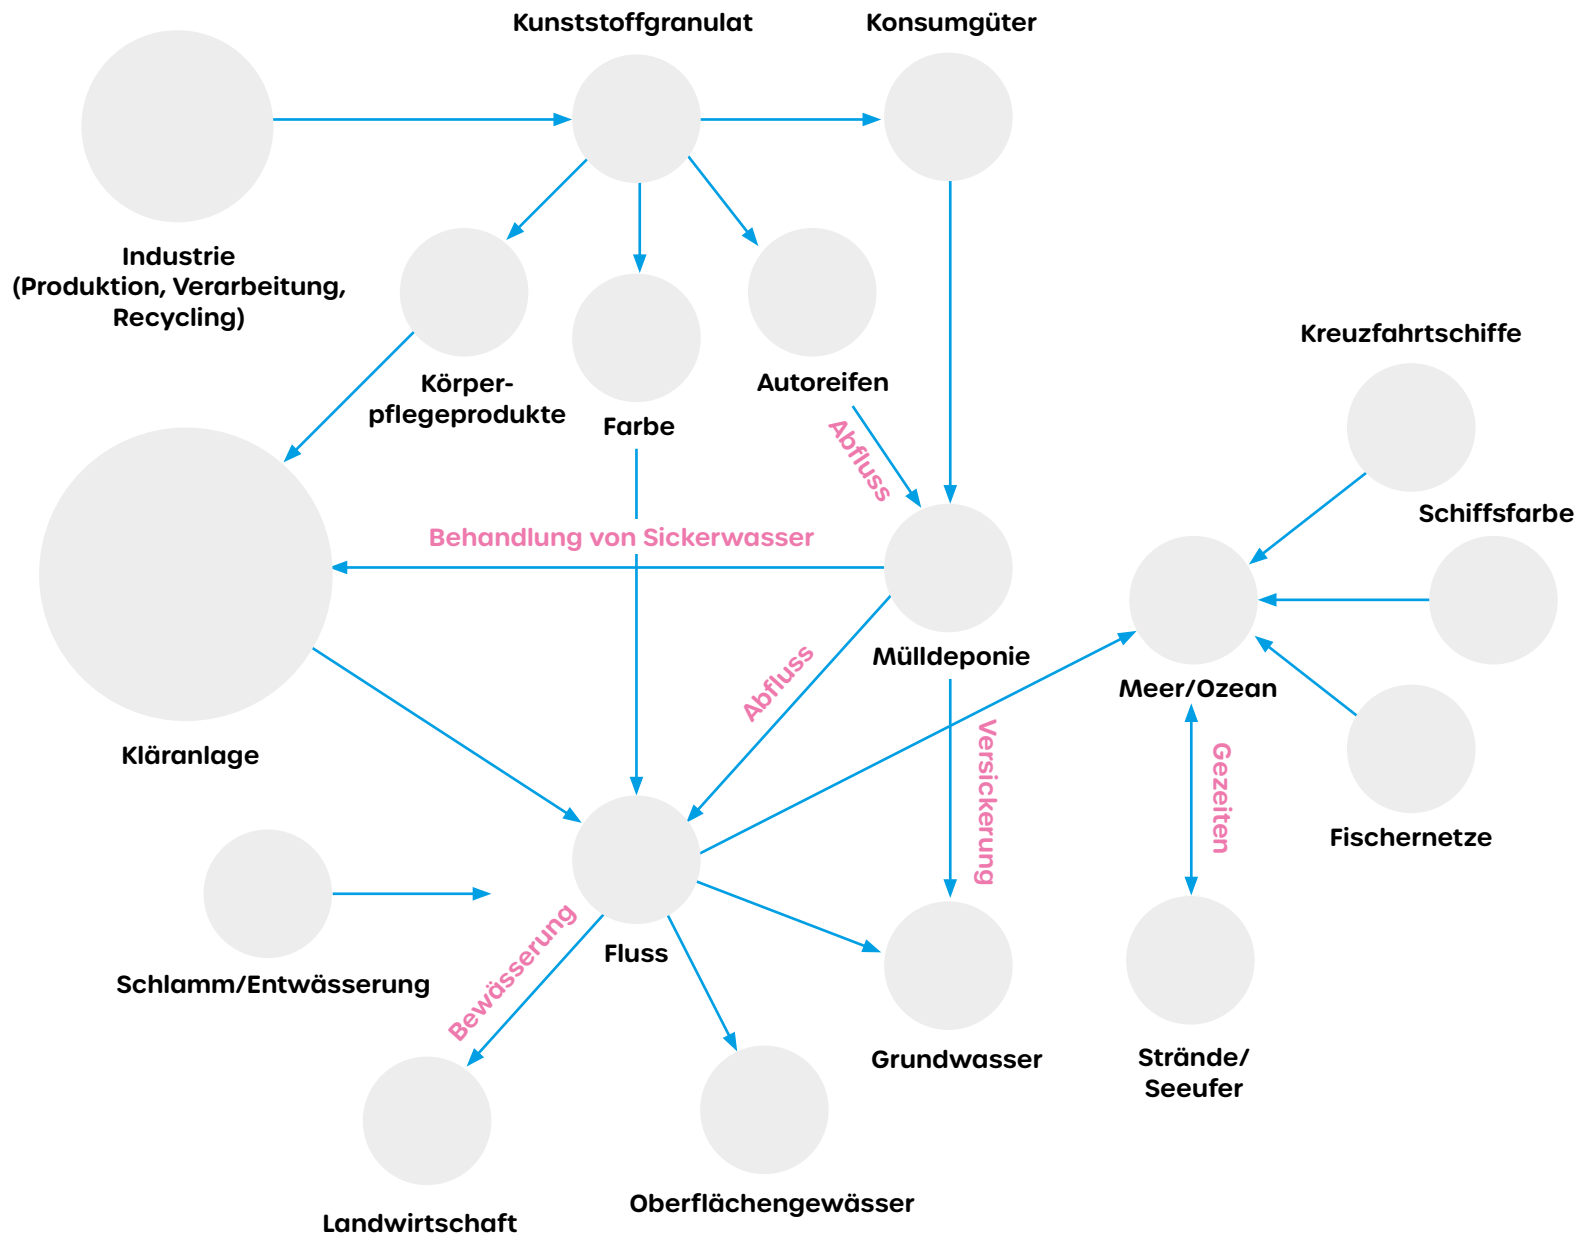 Kunststoffgranulat
Konsumgüter
Industrie
(Produktion, Verarbeitung,
Recycling)
Körper-
pflegeprodukte
Farbe
Autoreifen
Abfluss
Kreuzfahrtschiffe
Schiffsfarbe
Behandlung von Sickerwasser
Mülldeponie
Meer/Ozean
Abfluss
Versickerung
Gezeiten
Kläranlage
Fischernetze
Schlamm/Entwässerung
Fluss
Bewässerung
Grundwasser
Strände/
Seeufer
Oberflächengewässer
Landwirtschaft